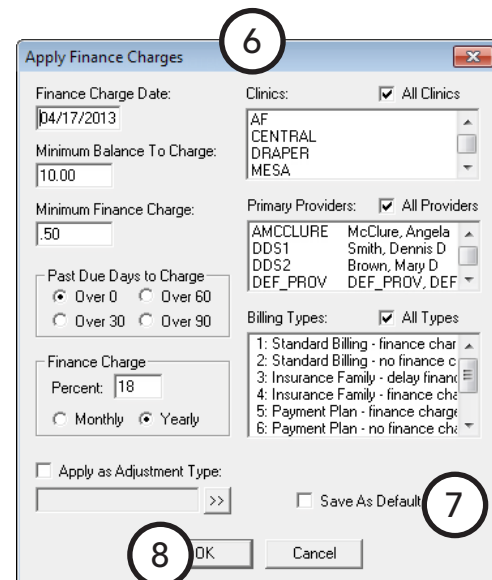 6
Apply Finance Charges
Finance Charge Date:
04/17/2013
Minimum Balance To Charge:
10.00
Minimum Finance Charge:
.50
Past Due Days to Charge
Over 0 Over 60
Over 30 Over 90
Finance Charge
Percent: 18
Monthly Yearly
Apply as Adjustment Type:
>>
Clinics: All Clinics
AF
CENTRAL
DRAPER
MESA
Primary Providers: All Providers
AMCCLURE McClure, Angela
DDS1 Smith, Dennis D
DDS2 Brown, Mary D
DEF_PROV DEF_PROV, DEF
Billing Types: All Types
1: Standard Billing - finance char
2: Standard Billing - no finance c
3: Insurance Family - delay financ
4: Insurance Family - finance cha
5: Payment Plan - finance charge
6: Payment Plan - no finance cha
Save As Default
7
8
OK Cancel